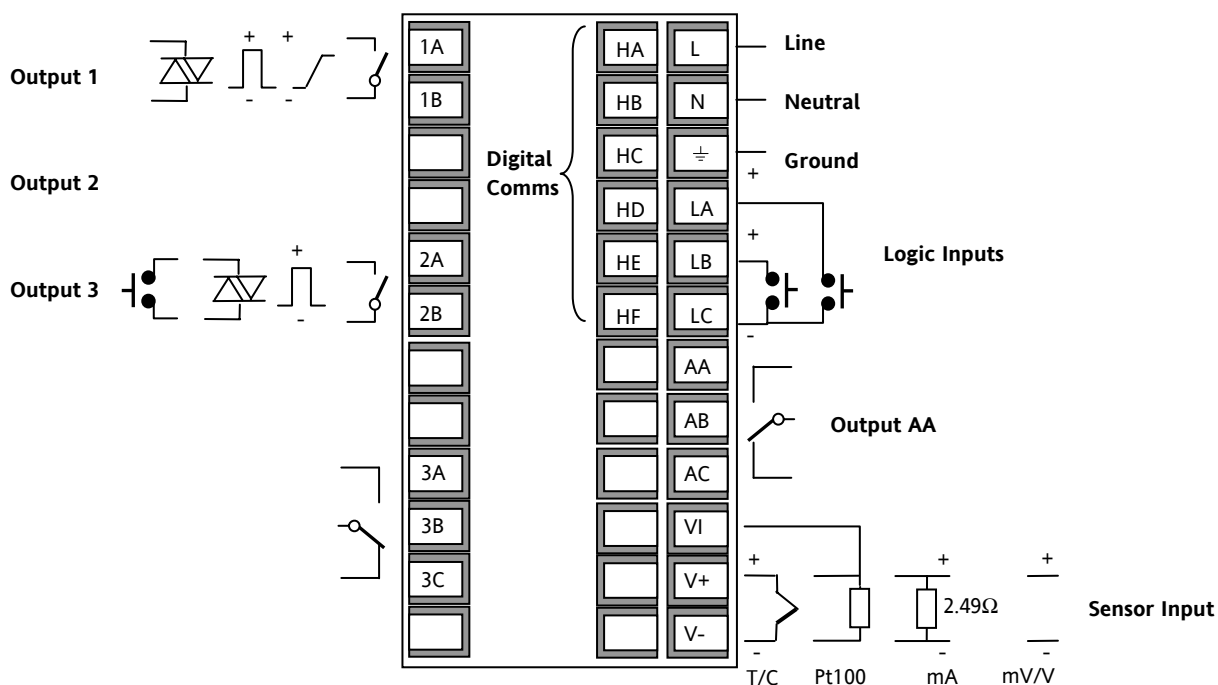 Output 1
+
+
-
-
1A
1B
Output 2
Output 3
+
-
2A
2B
3A
3B
3C
Digital
Comms
HA
HB
HC
HD
HE
HF
L
N
LA
LB
LC
AA
AB
AC
VI
V+
V-
Line
Neutral
Ground
+
+
-
Logic Inputs
Output AA
+
-
T/C
Pt100
+
2.49Ω
-
mA
+
-
mV/V
Sensor Input